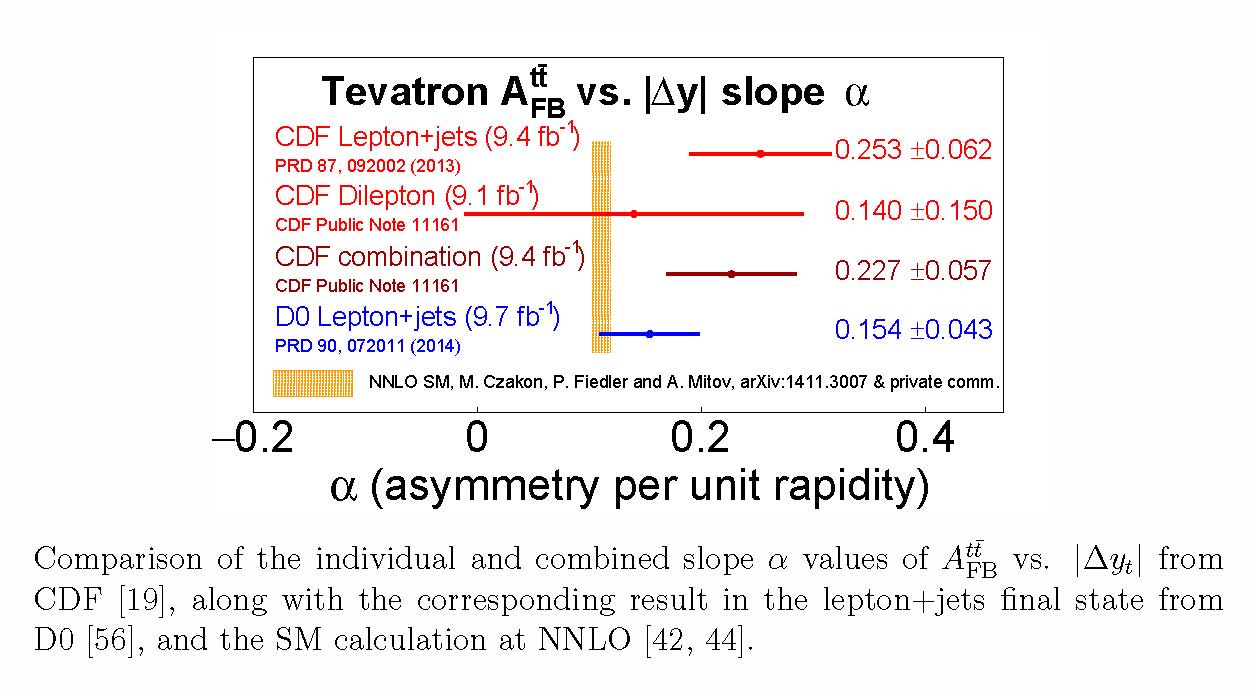 Tevatron A_FB^tt̄ vs. |Δy| slope α
CDF Lepton+jets (9.4 fb⁻¹)
0.253 ±0.062
PRD 87, 092002 (2013)
CDF Dilepton (9.1 fb⁻¹)
0.140 ±0.150
CDF Public Note 11161
CDF combination (9.4 fb⁻¹)
0.227 ±0.057
CDF Public Note 11161
D0 Lepton+jets (9.7 fb⁻¹)
0.154 ±0.043
PRD 90, 072011 (2014)
NNLO SM, M. Czakon, P. Fiedler and A. Mitov, arXiv:1411.3007 & private comm.
−0.2 0 0.2 0.4
α (asymmetry per unit rapidity)
Comparison of the individual and combined slope α values of A_FB^tt̄ vs. |Δy_t| from
CDF [19], along with the corresponding result in the lepton+jets final state from
D0 [56], and the SM calculation at NNLO [42, 44].